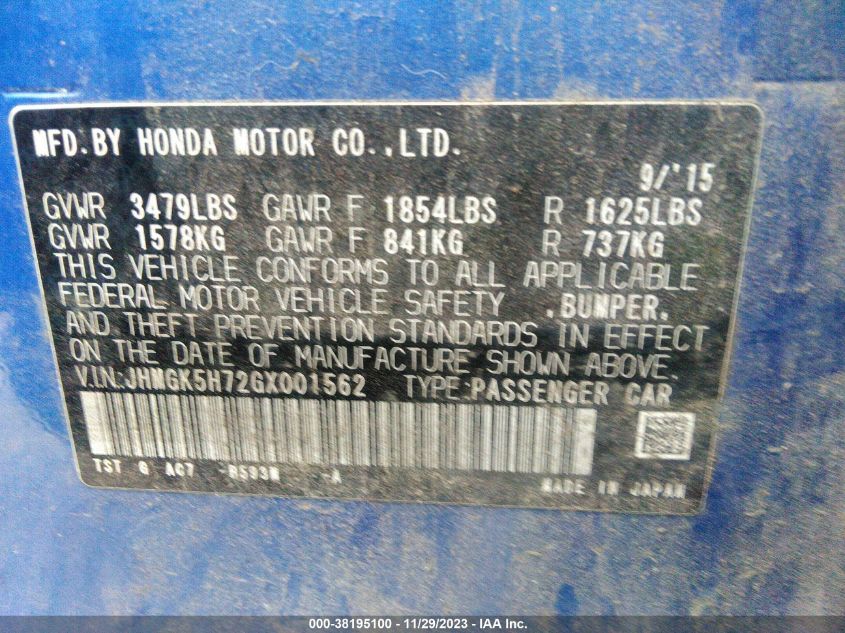 MFD.BY HONDA MOTOR CO.,LTD.
9/'15
GVWR 3479LBS GAWR F 1854LBS R 1625LBS
GVWR 1578KG GAWR F 841KG R 737KG
THIS VEHICLE CONFORMS TO ALL APPLICABLE
FEDERAL MOTOR VEHICLE SAFETY ,BUMPER,
AND THEFT PREVENTION STANDARDS IN EFFECT
ON THE DATE OF MANUFACTURE SHOWN ABOVE.
V.I.N:JHMGK5H72GX001562 TYPE:PASSENGER CAR
TST AC7 -B593M -A
MADE IN JAPAN
000-38195100 - 11/29/2023 - IAA Inc.